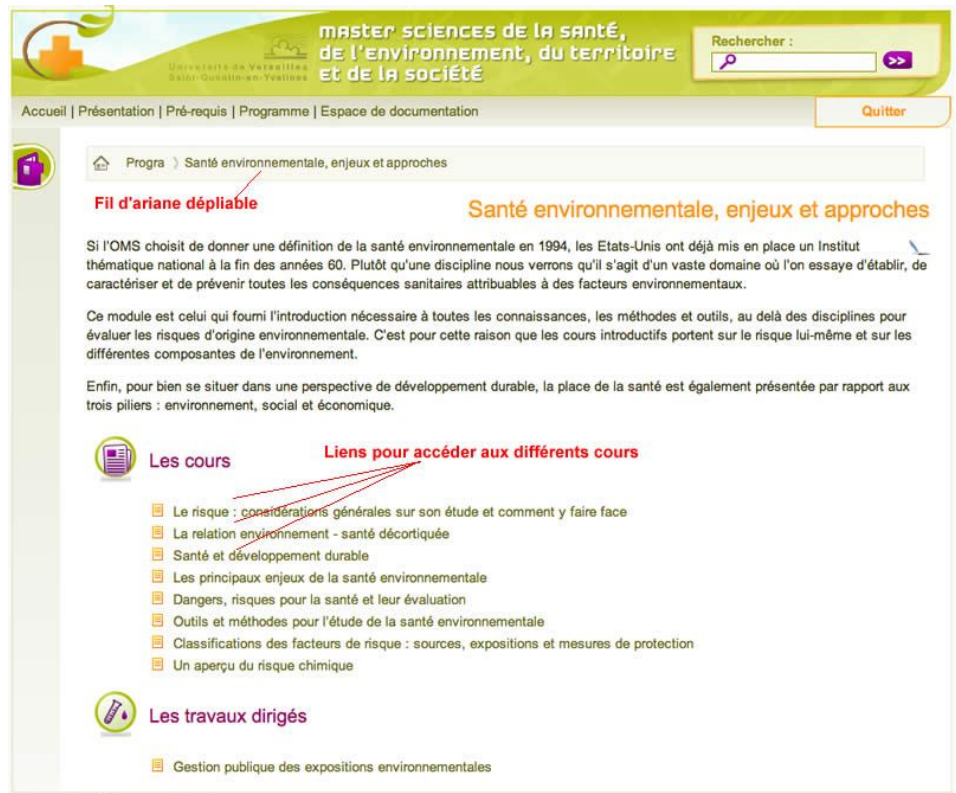 master sciences de la santé,
de l'environnement, du territoire
et de la société
Université de Versailles
Saint-Quentin-en-Yvelines
Rechercher :
Accueil | Présentation | Pré-requis | Programme | Espace de documentation
Quitter
Progra › Santé environnementale, enjeux et approches
Fil d'ariane dépliable
Santé environnementale, enjeux et approches
Si l'OMS choisit de donner une définition de la santé environnementale en 1994, les Etats-Unis ont déjà mis en place un Institut
thématique national à la fin des années 60. Plutôt qu'une discipline nous verrons qu'il s'agit d'un vaste domaine où l'on essaye d'établir, de
caractériser et de prévenir toutes les conséquences sanitaires attribuables à des facteurs environnementaux.
Ce module est celui qui fourni l'introduction nécessaire à toutes les connaissances, les méthodes et outils, au delà des disciplines pour
évaluer les risques d'origine environnementale. C'est pour cette raison que les cours introductifs portent sur le risque lui-même et sur les
différentes composantes de l'environnement.
Enfin, pour bien se situer dans une perspective de développement durable, la place de la santé est également présentée par rapport aux
trois piliers : environnement, social et économique.
Les cours
Liens pour accéder aux différents cours
Le risque : considérations générales sur son étude et comment y faire face
La relation environnement - santé décortiquée
Santé et développement durable
Les principaux enjeux de la santé environnementale
Dangers, risques pour la santé et leur évaluation
Outils et méthodes pour l'étude de la santé environnementale
Classifications des facteurs de risque : sources, expositions et mesures de protection
Un aperçu du risque chimique
Les travaux dirigés
Gestion publique des expositions environnementales